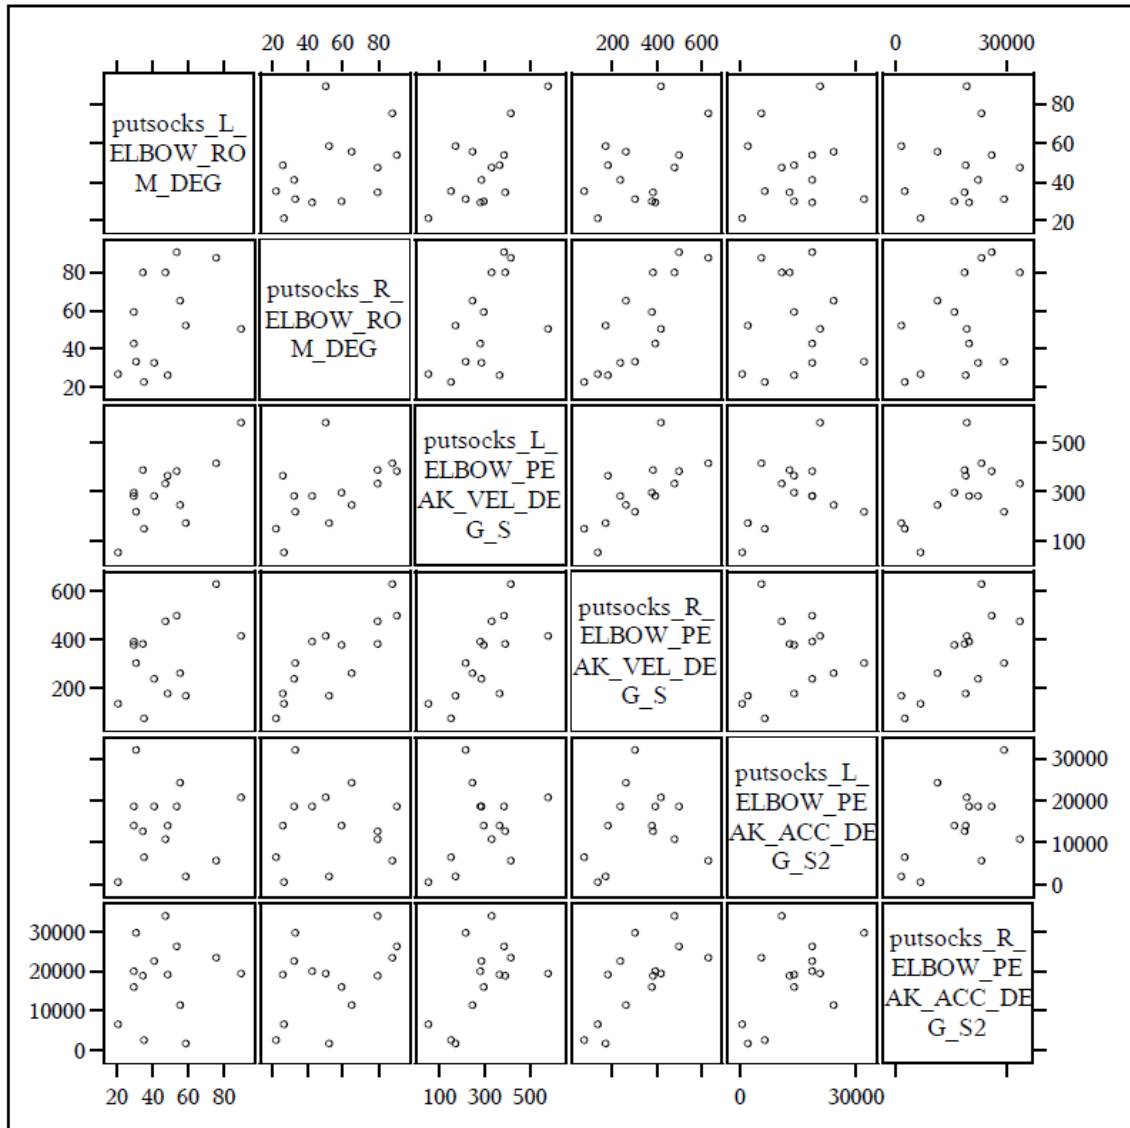 20 40 60 80 200 400 600 0 30000
putsocks_L_
ELBOW_RO
M_DEG
80
60
40
20
80
60
40
20
putsocks_R_
ELBOW_RO
M_DEG
putsocks_L_
ELBOW_PE
AK_VEL_DE
G_S
500
300
100
600
400
200
putsocks_R_
ELBOW_PE
AK_VEL_DE
G_S
putsocks_L_
ELBOW_PE
AK_ACC_DE
G_S2
30000
20000
10000
0
30000
20000
10000
0
putsocks_R_
ELBOW_PE
AK_ACC_DE
G_S2
20 40 60 80 100 300 500 0 30000